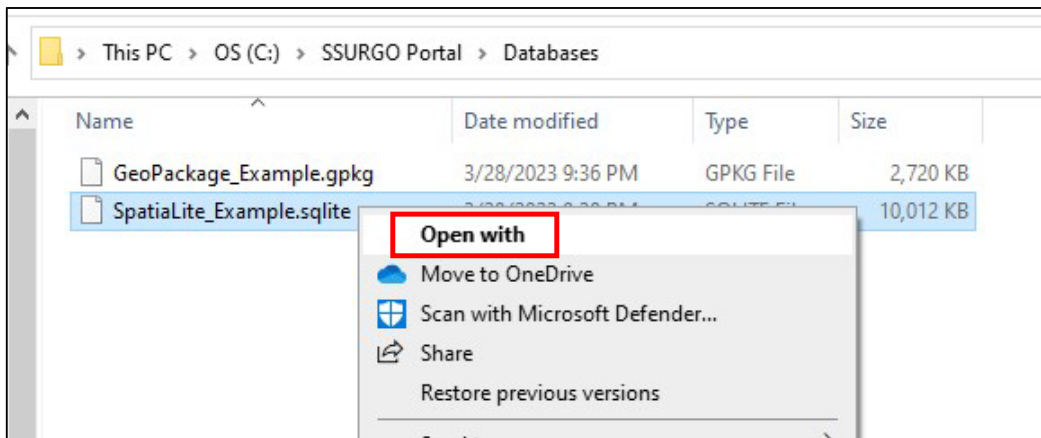 This PC > OS (C:) > SSURGO Portal > Databases
Name Date modified Type Size
GeoPackage_Example.gpkg 3/28/2023 9:36 PM GPKG File 2,720 KB
SpatiaLite_Example.sqlite 10,012 KB
Open with
Move to OneDrive
Scan with Microsoft Defender...
Share
Restore previous versions